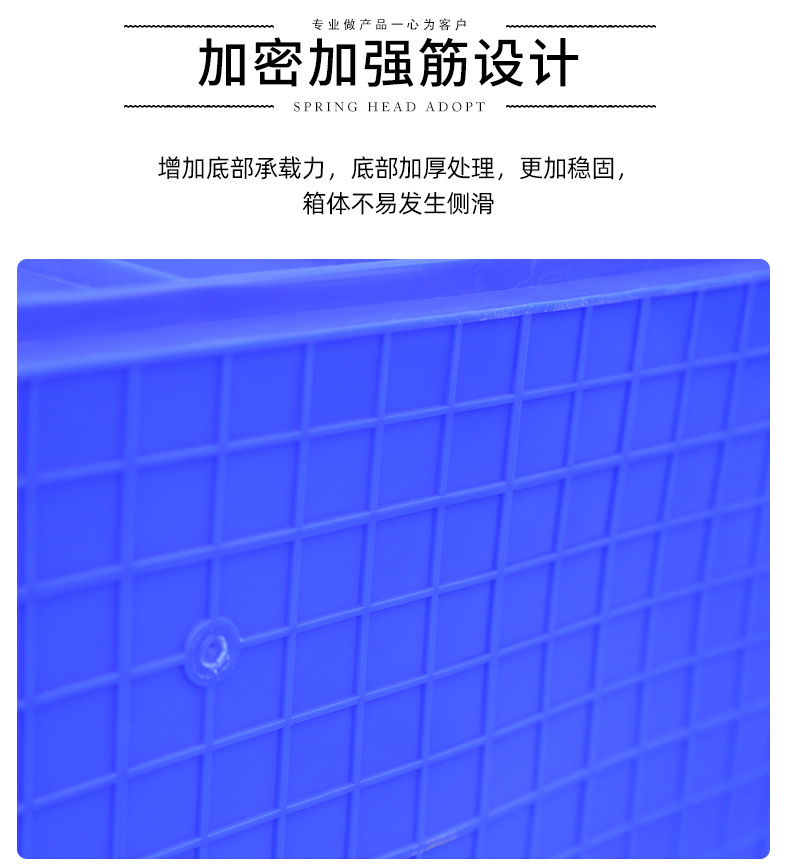 专业做产品一心为客户
加密加强筋设计
SPRING HEAD ADOPT
增加底部承载力，底部加厚处理，更加稳固，
箱体不易发生侧滑